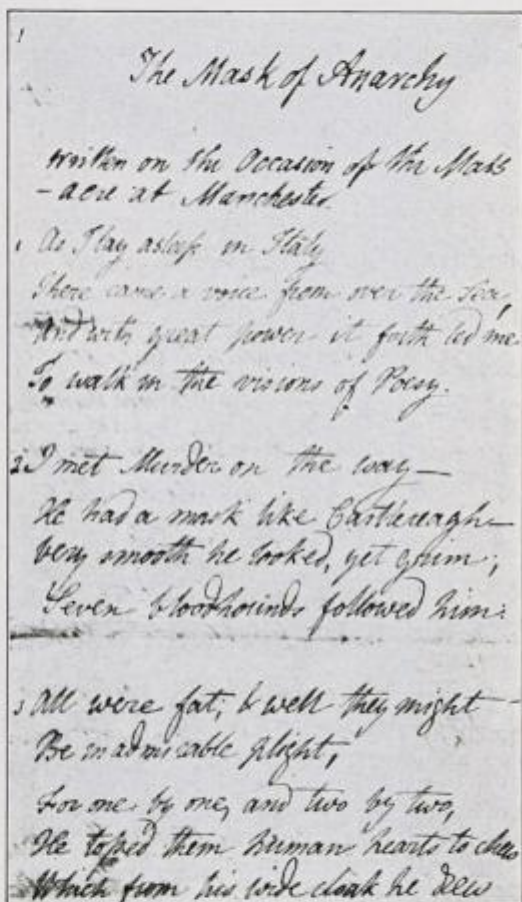 1
The Mask of Anarchy
written on the Occasion of the Mass
-acre at Manchester.
1 As I lay asleep in Italy
There came a voice from over the Sea,
And with great power it forth led me
To walk in the visions of Poesy.
2 I met Murder on the way—
He had a mask like Castlereagh—
Very smooth he looked, yet grim;
Seven bloodhounds followed him:
3 All were fat; & well they might—
Be in admirable plight,
For one by one, and two by two,
He tossed them human hearts to chew
Which from his wide cloak he drew